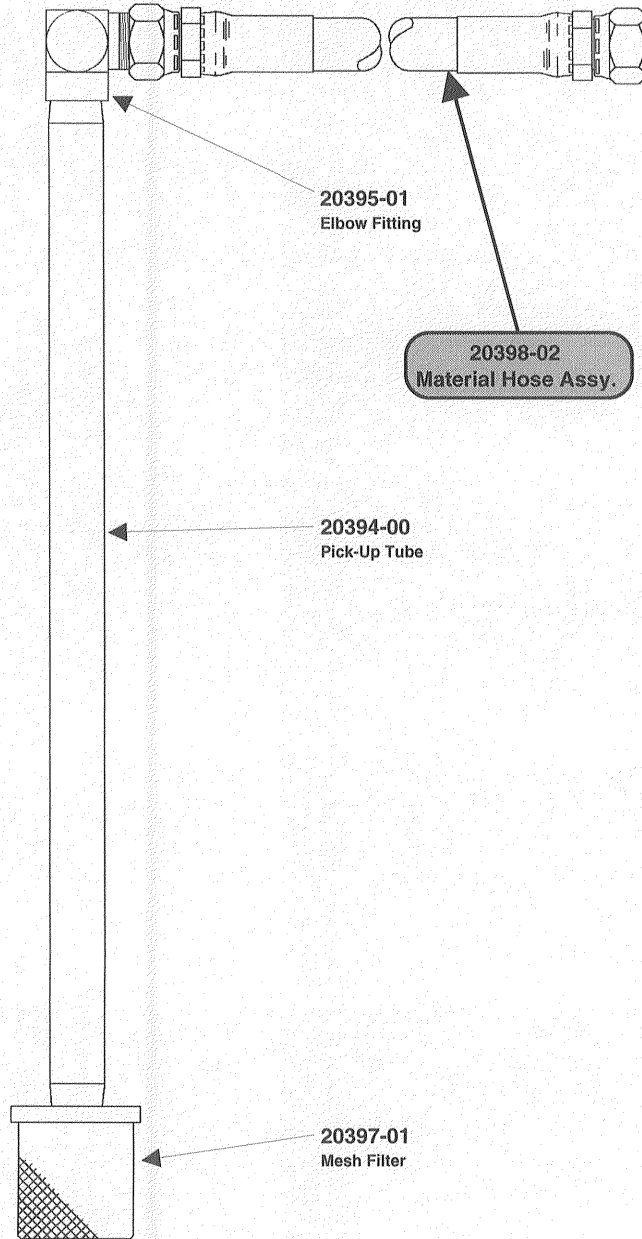 20395-01
Elbow Fitting
20398-02
Material Hose Assy.
20394-00
Pick-Up Tube
20397-01
Mesh Filter